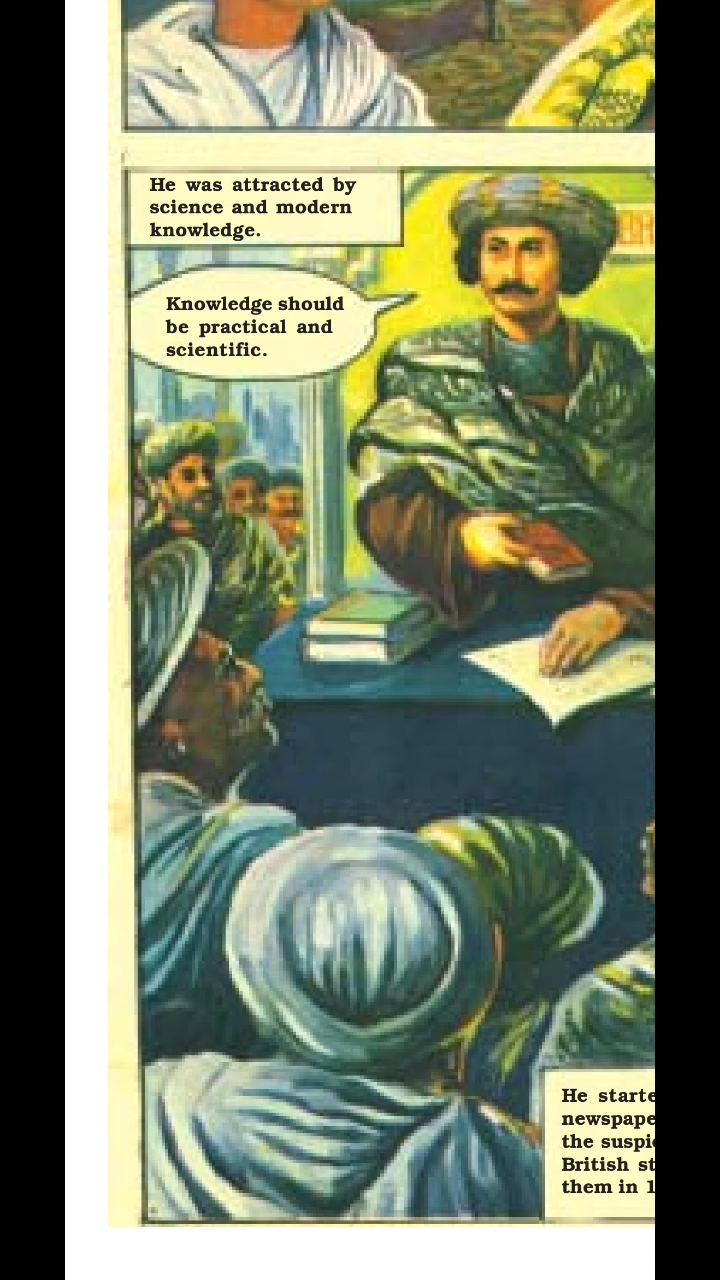 He was attracted by
science and modern
knowledge.
Knowledge should
be practical and
scientific.
He starte
newspape
the suspi
British st
them in 1